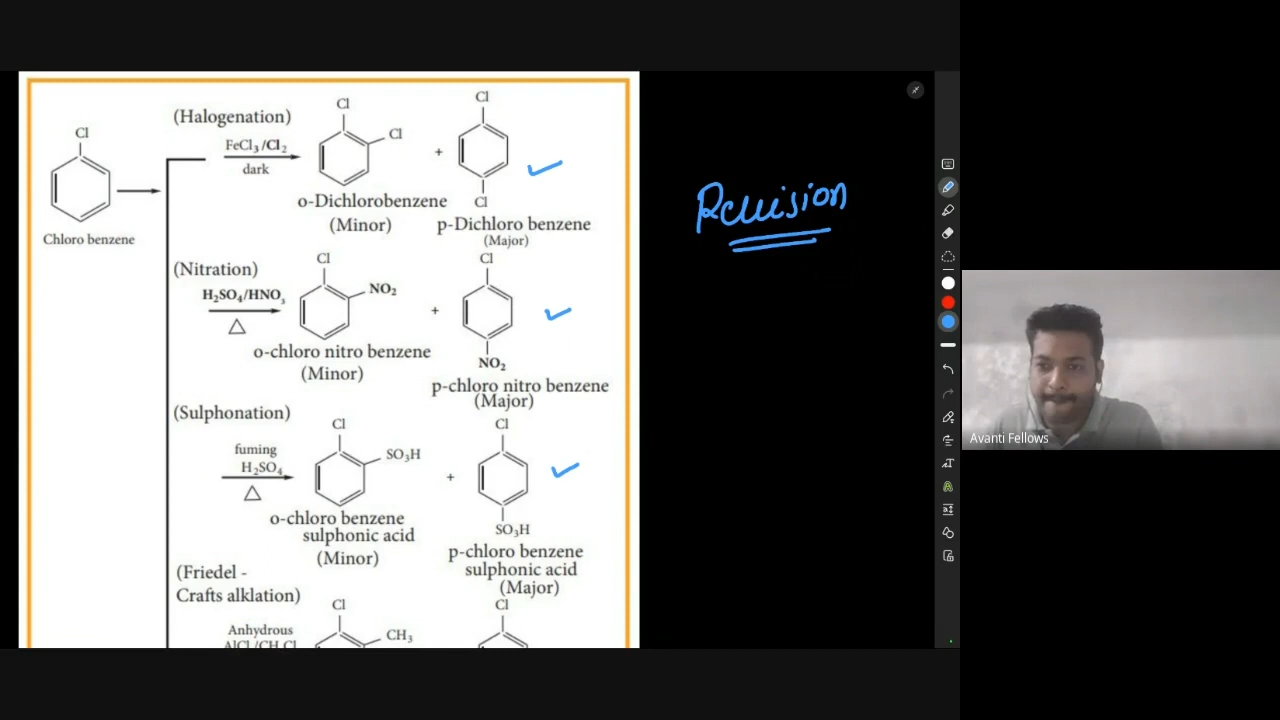 (Halogenation)
Cl
Cl
Cl
Cl
FeCl₃/Cl₂
dark
+
Cl
o-Dichlorobenzene
(Minor)
p-Dichloro benzene
(Major)
Chloro benzene
Revision
(Nitration)
Cl
Cl
H₂SO₄/HNO₃
△
NO₂
+
o-chloro nitro benzene
(Minor)
NO₂
p-chloro nitro benzene
(Major)
(Sulphonation)
Cl
Cl
fuming
H₂SO₄
△
SO₃H
+
o-chloro benzene
sulphonic acid
(Minor)
SO₃H
p-chloro benzene
sulphonic acid
(Major)
(Friedel -
Crafts alklation)
Cl
Cl
Anhydrous
CH₃
Avanti Fellows